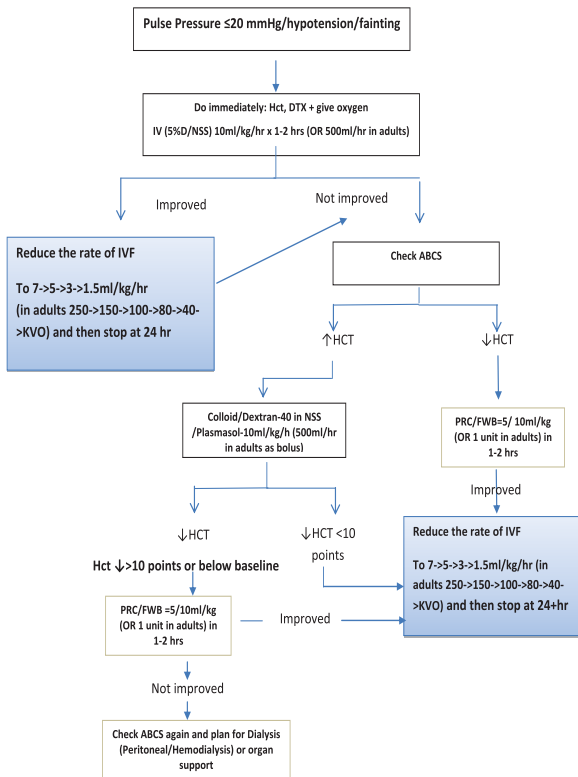 Pulse Pressure ≤20 mmHg/hypotension/fainting
Do immediately: Hct, DTX + give oxygen
IV (5%D/NSS) 10ml/kg/hr x 1-2 hrs (OR 500ml/hr in adults)
Improved
Not improved
Reduce the rate of IVF
To 7->5->3->1.5ml/kg/hr
(in adults 250->150->100->80->40-
>KVO) and then stop at 24 hr
Check ABCS
↑HCT
↓HCT
Colloid/Dextran-40 in NSS
/Plasmasol-10ml/kg/h (500ml/hr
in adults as bolus)
PRC/FWB=5/ 10ml/kg
(OR 1 unit in adults) in
1-2 hrs
Improved
↓HCT
Hct ↓>10 points or below baseline
↓HCT <10
points
Reduce the rate of IVF
To 7->5->3->1.5ml/kg/hr (in
adults 250->150->100->80->40-
>KVO) and then stop at 24+hr
PRC/FWB =5/10ml/kg
(OR 1 unit in adults) in
1-2 hrs
Improved
Not improved
Check ABCS again and plan for Dialysis
(Peritoneal/Hemodialysis) or organ
support